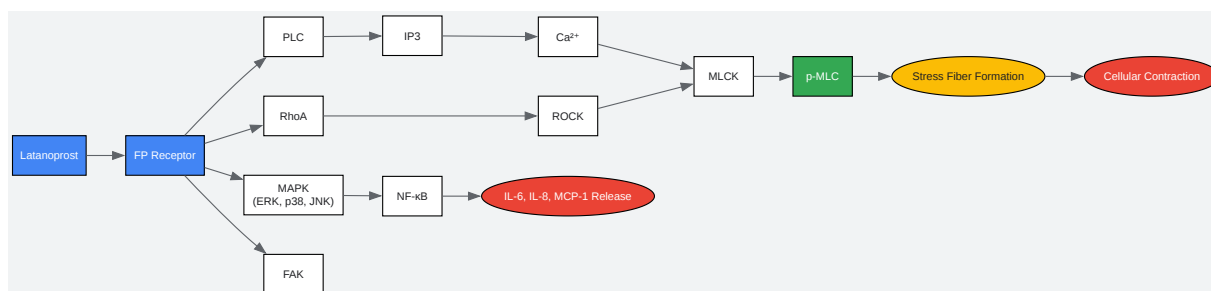 PLC
IP3
Ca²⁺
MLCK
p-MLC
Stress Fiber Formation
Cellular Contraction
RhoA
ROCK
Latanoprost
FP Receptor
MAPK
(ERK, p38, JNK)
NF-κB
IL-6, IL-8, MCP-1 Release
FAK